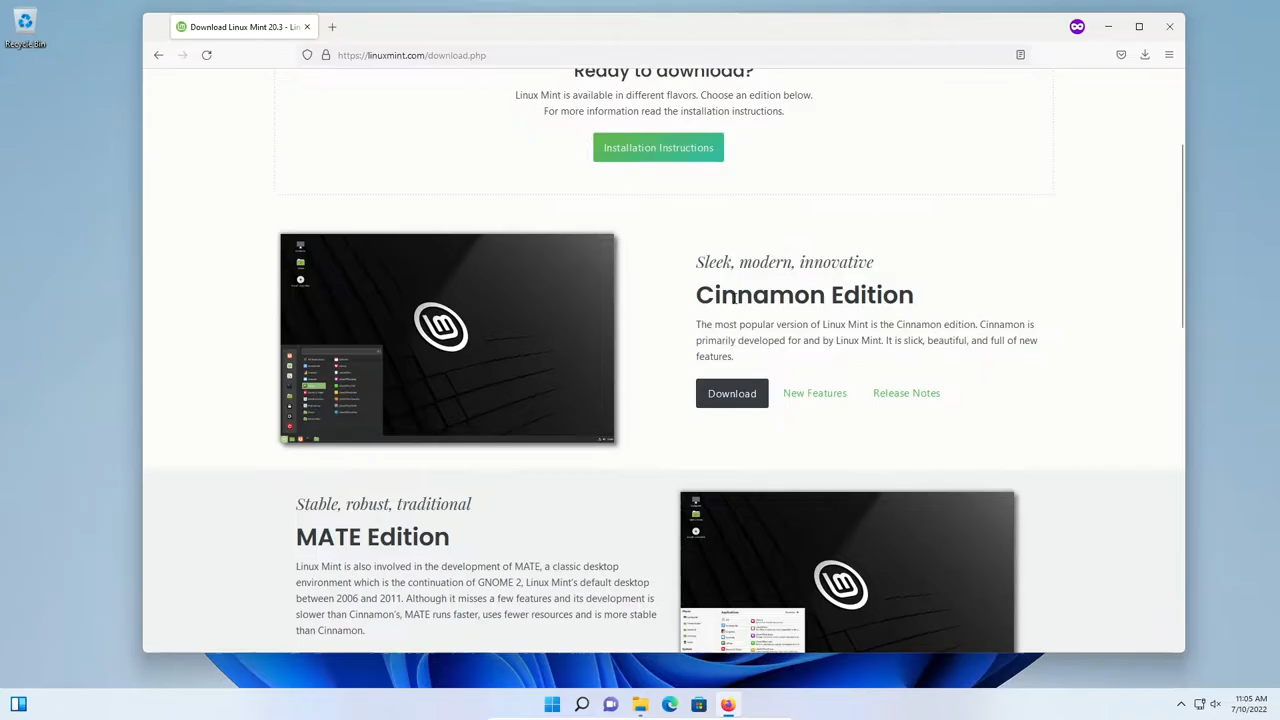 Recycle Bin
Download Linux Mint 20.3 - Lin
https://linuxmint.com/download.php
Ready to download?
Linux Mint is available in different flavors. Choose an edition below.
For more information read the installation instructions.
Installation Instructions
Sleek, modern, innovative
Cinnamon Edition
The most popular version of Linux Mint is the Cinnamon edition. Cinnamon is
primarily developed for and by Linux Mint. It is slick, beautiful, and full of new
features.
Download
New Features
Release Notes
Stable, robust, traditional
MATE Edition
Linux Mint is also involved in the development of MATE, a classic desktop
environment which is the continuation of GNOME 2, Linux Mint's default desktop
between 2006 and 2011. Although it misses a few features and its development is
slower than Cinnamon's, MATE runs faster, uses fewer resources and is more stable
than Cinnamon.
11:05 AM
7/10/2022